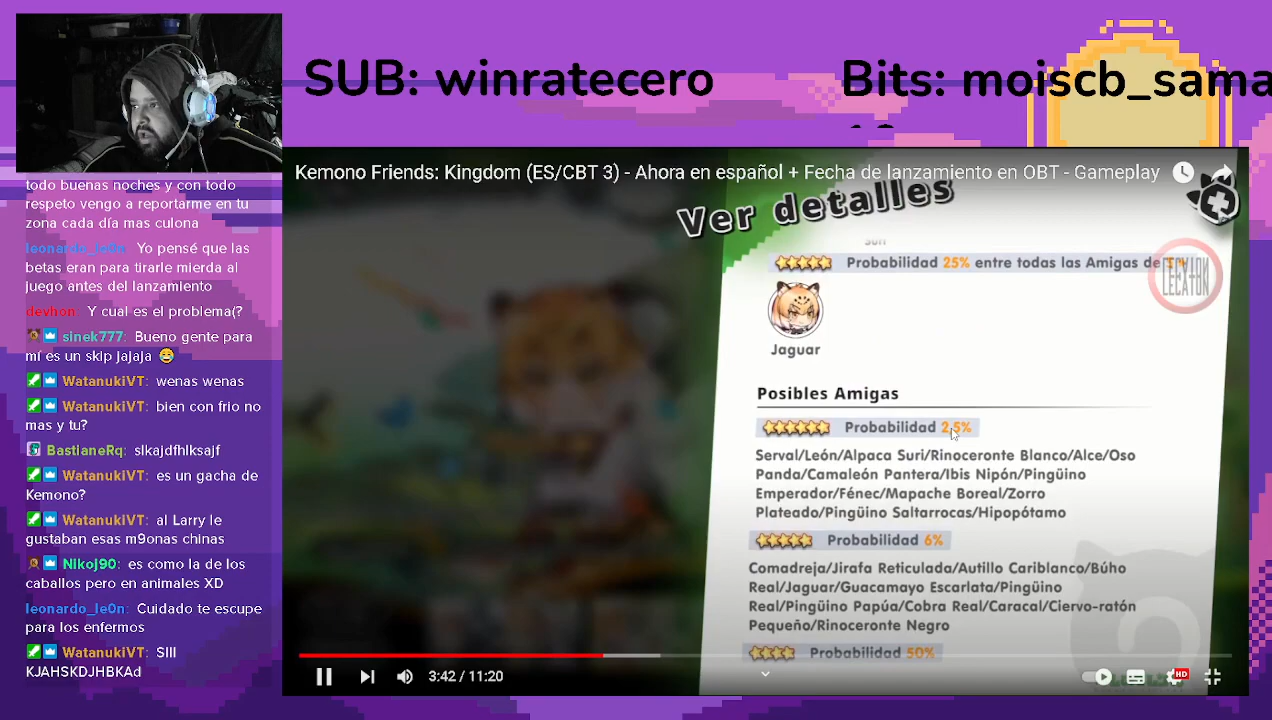 SUB: winratecero
Bits: moiscb_sama
todo buenas noches y con todo
respeto vengo a reportarme en tu
zona cada día mas culona
leonardo_le0n: Yo pensé que las
betas eran para tirarle mierda al
juego antes del lanzamiento
devhon: Y cual es el problema(?
sinek777: Bueno gente para
mí es un skip jajaja 😂
WatanukiVT: wenas wenas
WatanukiVT: bien con frio no
mas y tu?
BastianeRq: slkajdfhlksajf
WatanukiVT: es un gacha de
Kemono?
WatanukiVT: al Larry le
gustaban esas m9onas chinas
Nikoj90: es como la de los
caballos pero en animales XD
leonardo_le0n: Cuidado te escupe
para los enfermos
WatanukiVT: SIII
KJAHSKDJHBKAd
Kemono Friends: Kingdom (ES/CBT 3) - Ahora en español + Fecha de lanzamiento en OBT - Gameplay
Ver detalles
Suri
Probabilidad 25% entre todas las Amigas de
LECATON
Jaguar
Posibles Amigas
Probabilidad 2.5%
Serval/León/Alpaca Suri/Rinoceronte Blanco/Alce/Oso
Panda/Camaleón Pantera/Ibis Nipón/Pingüino
Emperador/Fénec/Mapache Boreal/Zorro
Plateado/Pingüino Saltarrocas/Hipopótamo
Probabilidad 6%
Comadreja/Jirafa Reticulada/Autillo Cariblanco/Búho
Real/Jaguar/Guacamayo Escarlata/Pingüino
Real/Pingüino Papúa/Cobra Real/Caracal/Ciervo-ratón
Pequeño/Rinoceronte Negro
Probabilidad 50%
3:42 / 11:20
HD